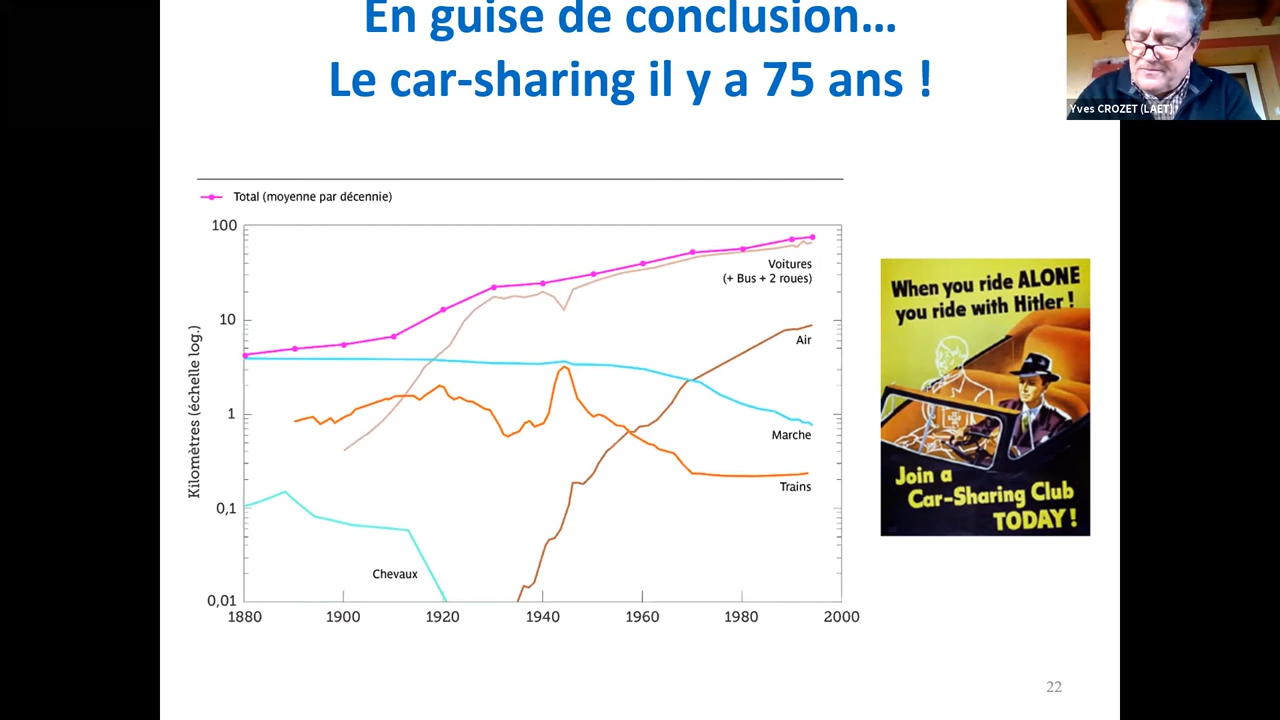 En guise de conclusion…
Le car-sharing il y a 75 ans !
Yves CROZET (LAET)
Total (moyenne par décennie)
100
10
1
0,1
0,01
Kilomètres (échelle log.)
Voitures
(+ Bus + 2 roues)
Air
Marche
Trains
Chevaux
1880
1900
1920
1940
1960
1980
2000
When you ride ALONE
you ride with Hitler !
Join a
Car-Sharing Club
TODAY !
22